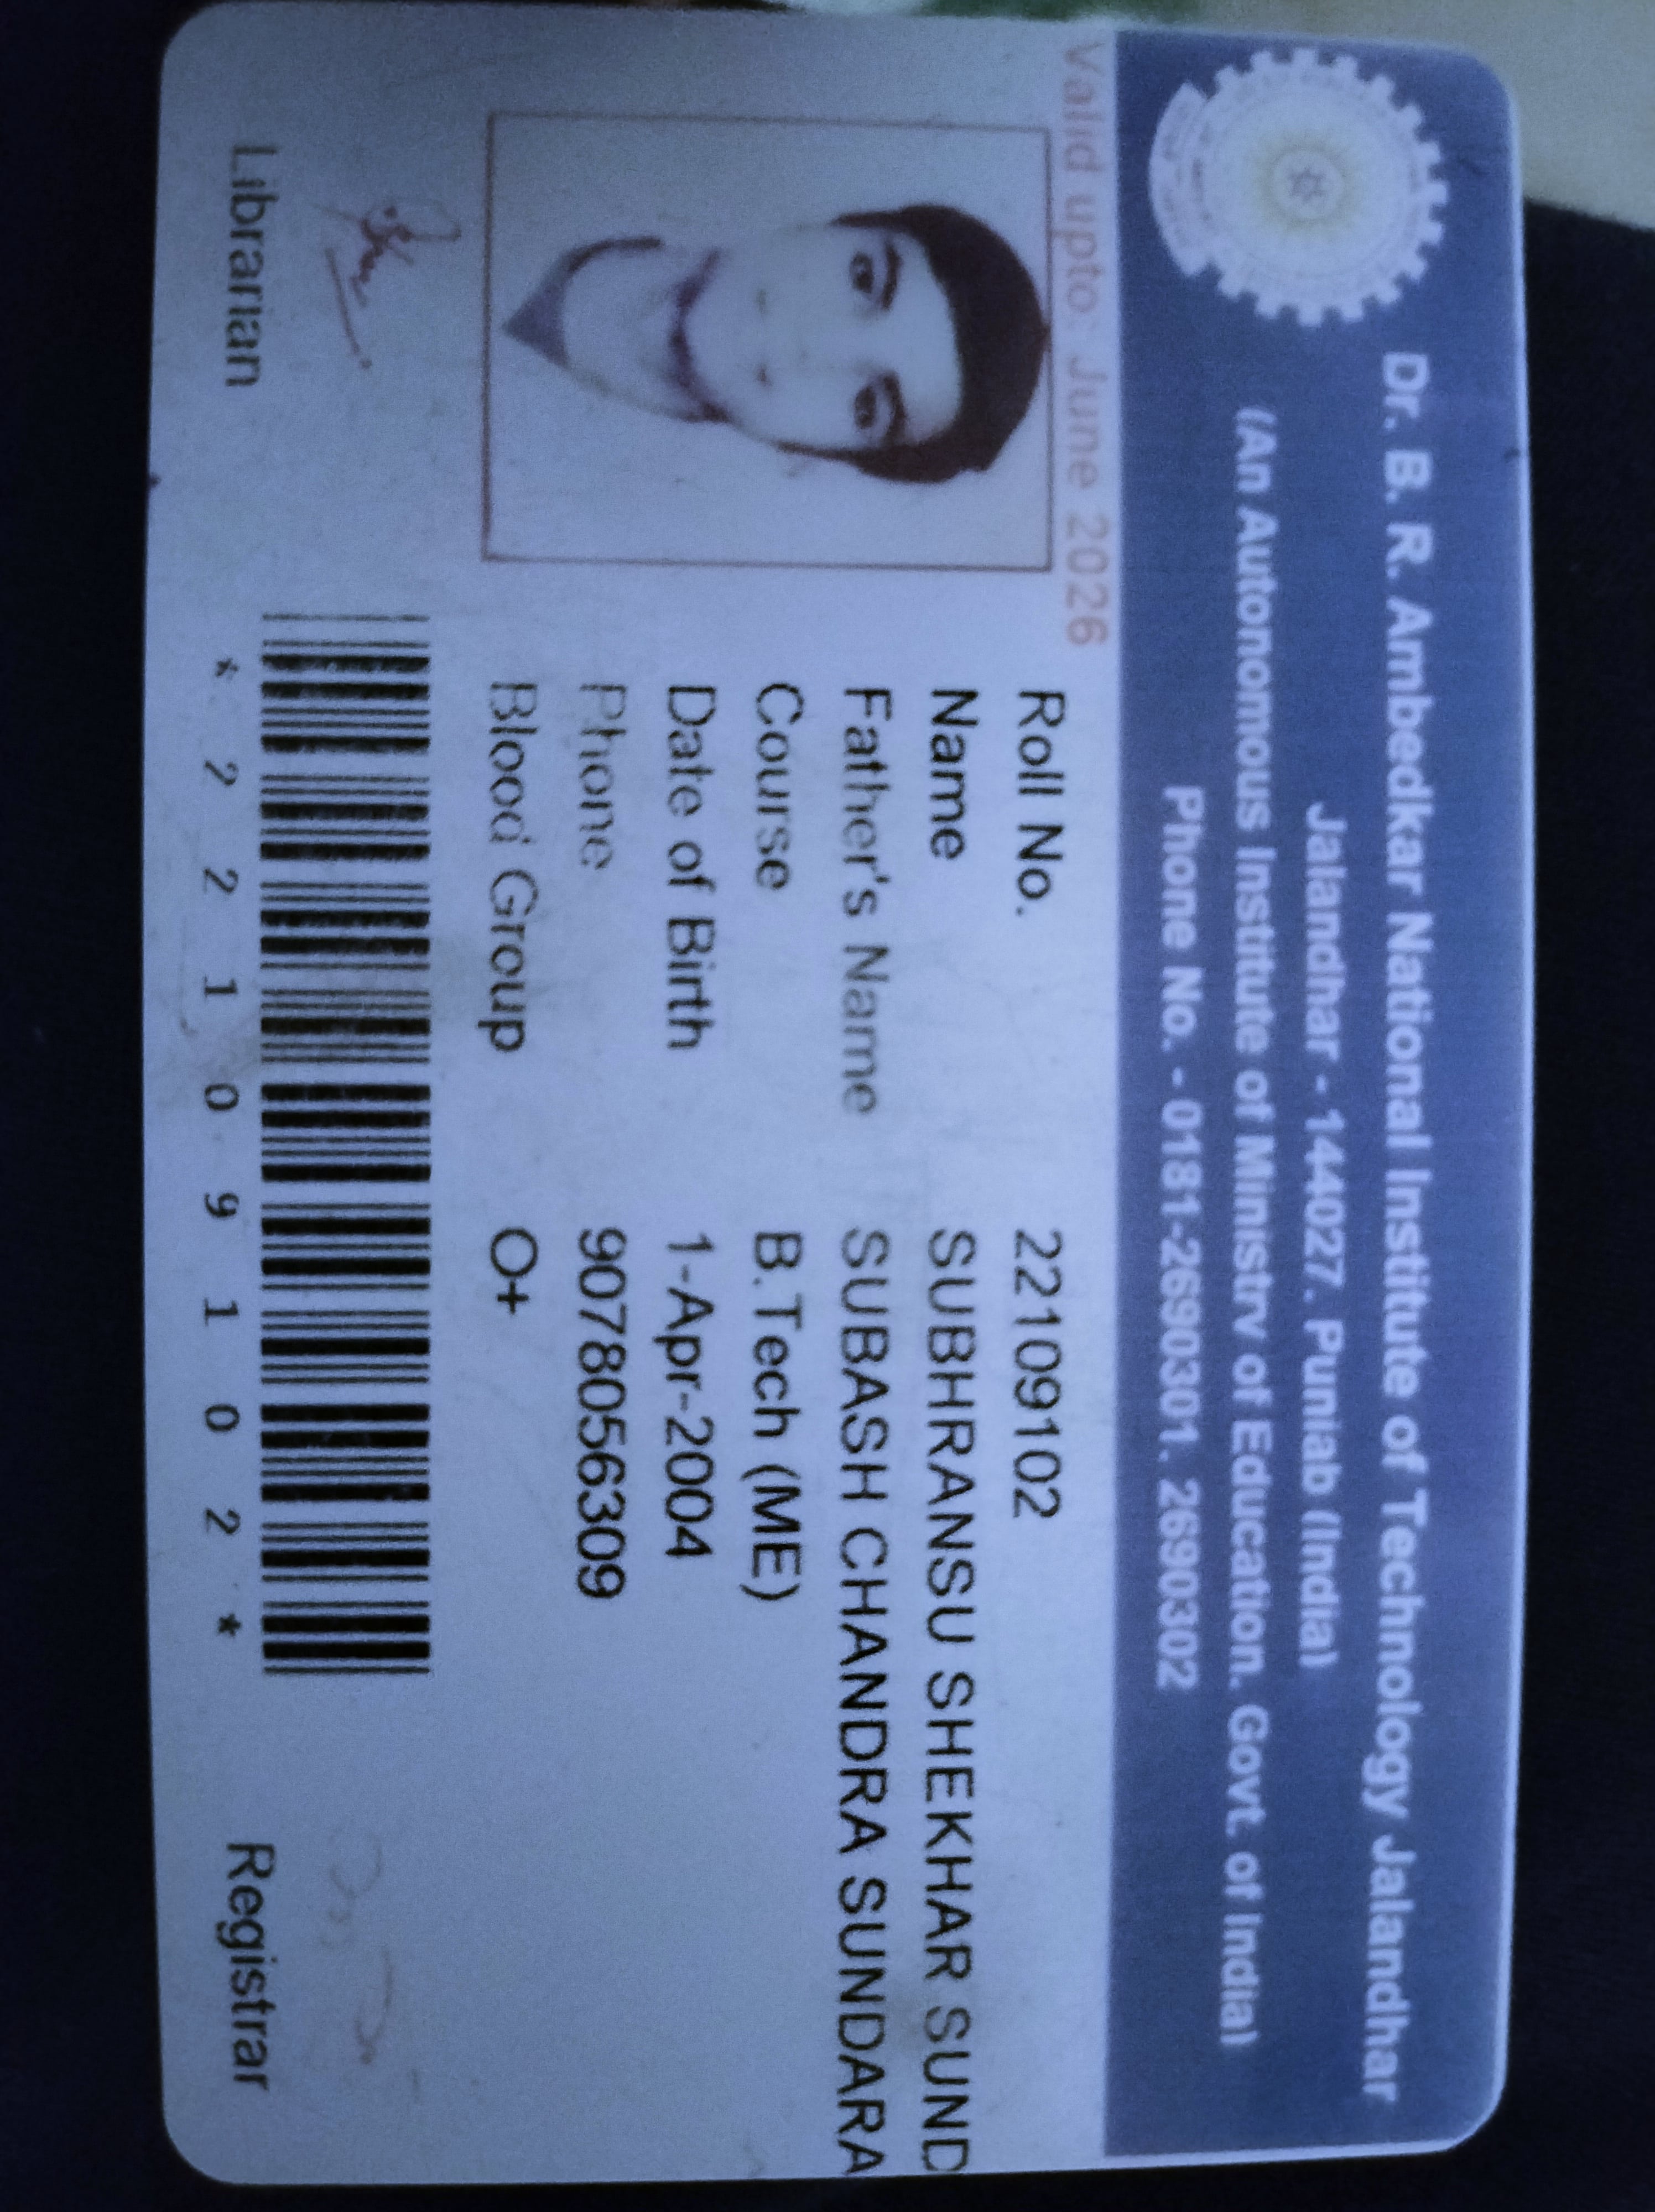 Dr. B. R. Ambedkar National Institute of Technology Jalandhar
Jalandhar - 144027. Punjab (India)
(An Autonomous Institute of Ministry of Education. Govt. of India)
Phone No. - 0181-2690301. 2690302
Valid upto: June 2026
Roll No. 22109102
Name SUBHRANSU SHEKHAR SUND
Father's Name SUBASH CHANDRA SUNDARA
Course B.Tech (ME)
Date of Birth 1-Apr-2004
Phone 9078056309
Blood Group O+
* 2 2 1 0 9 1 0 2 *
Librarian
Registrar